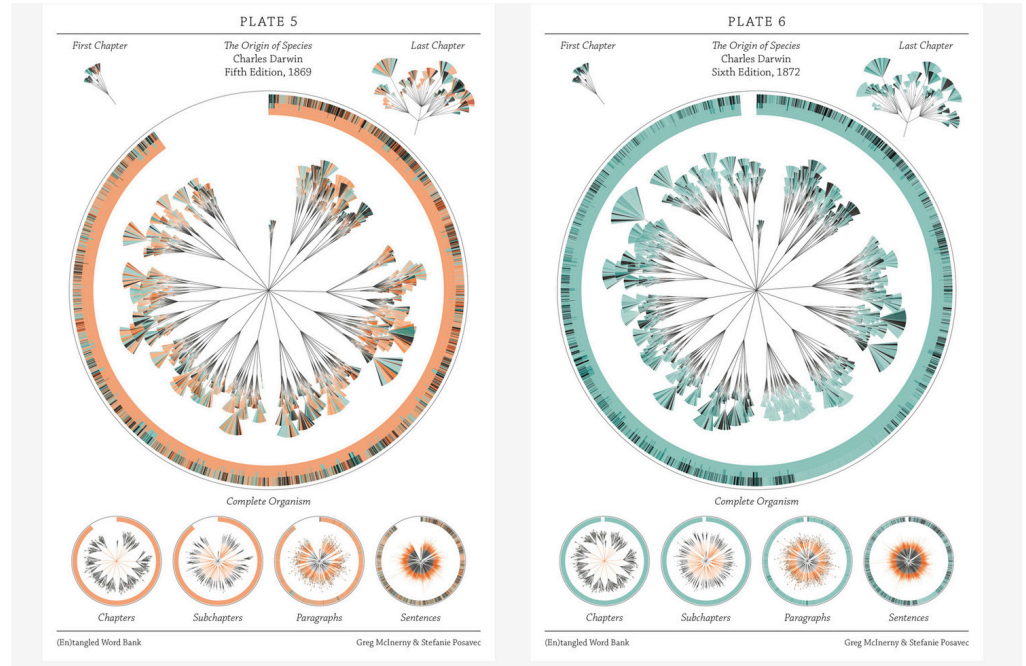 PLATE 5
First Chapter
The Origin of Species
Charles Darwin
Fifth Edition, 1869
Last Chapter
Complete Organism
Chapters
Subchapters
Paragraphs
Sentences
(En)tangled Word Bank
Greg McInerny & Stefanie Posavec
PLATE 6
First Chapter
The Origin of Species
Charles Darwin
Sixth Edition, 1872
Last Chapter
Complete Organism
Chapters
Subchapters
Paragraphs
Sentences
(En)tangled Word Bank
Greg McInerny & Stefanie Posavec